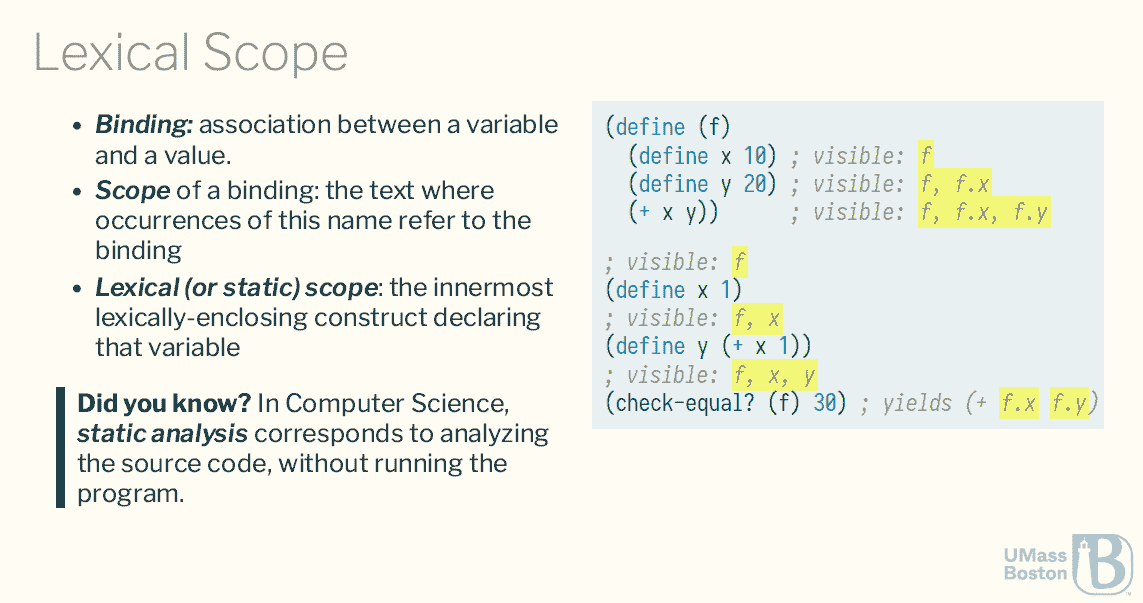 Lexical Scope
• Binding: association between a variable
and a value.
• Scope of a binding: the text where
occurrences of this name refer to the
binding
• Lexical (or static) scope: the innermost
lexically-enclosing construct declaring
that variable
Did you know? In Computer Science,
static analysis corresponds to analyzing
the source code, without running the
program.
(define (f)
  (define x 10) ; visible: f
  (define y 20) ; visible: f, f.x
  (+ x y))      ; visible: f, f.x, f.y
; visible: f
(define x 1)
; visible: f, x
(define y (+ x 1))
; visible: f, x, y
(check-equal? (f) 30) ; yields (+ f.x f.y)
UMass
Boston
B